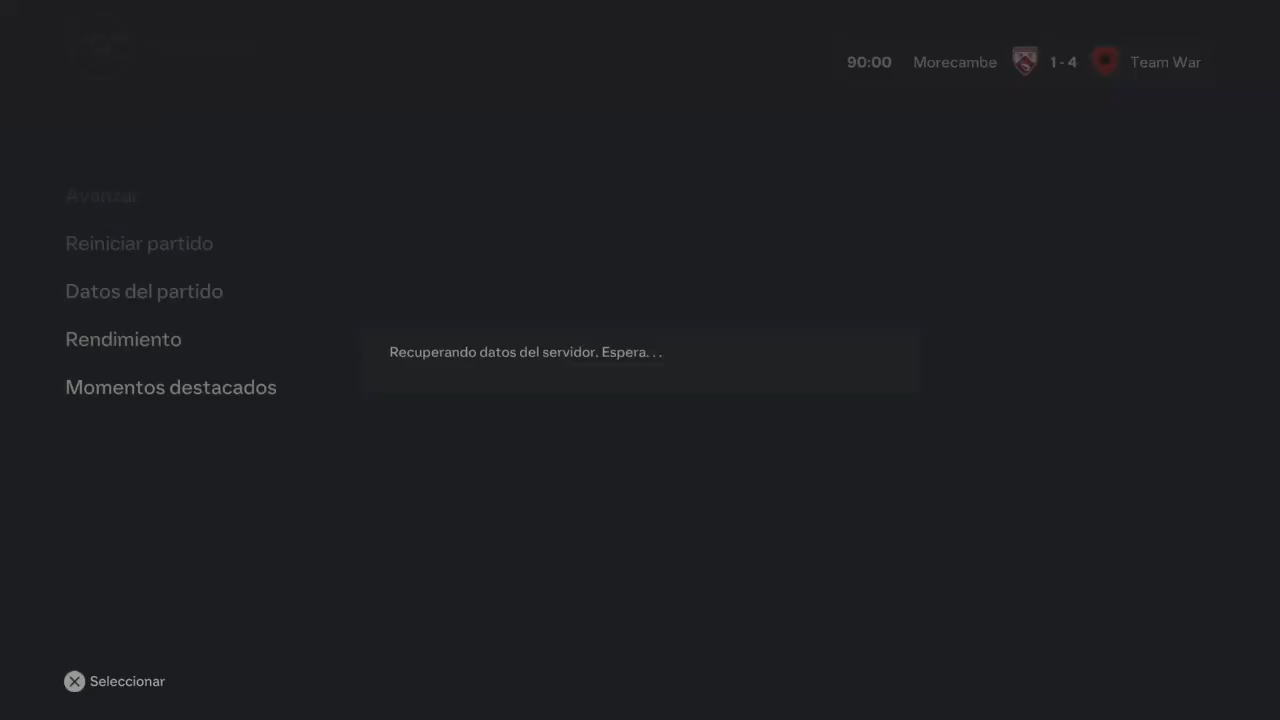 90:00 Morecambe 1 - 4 Team War
Avanzar
Reiniciar partido
Datos del partido
Rendimiento
Recuperando datos del servidor. Espera. . .
Momentos destacados
Seleccionar